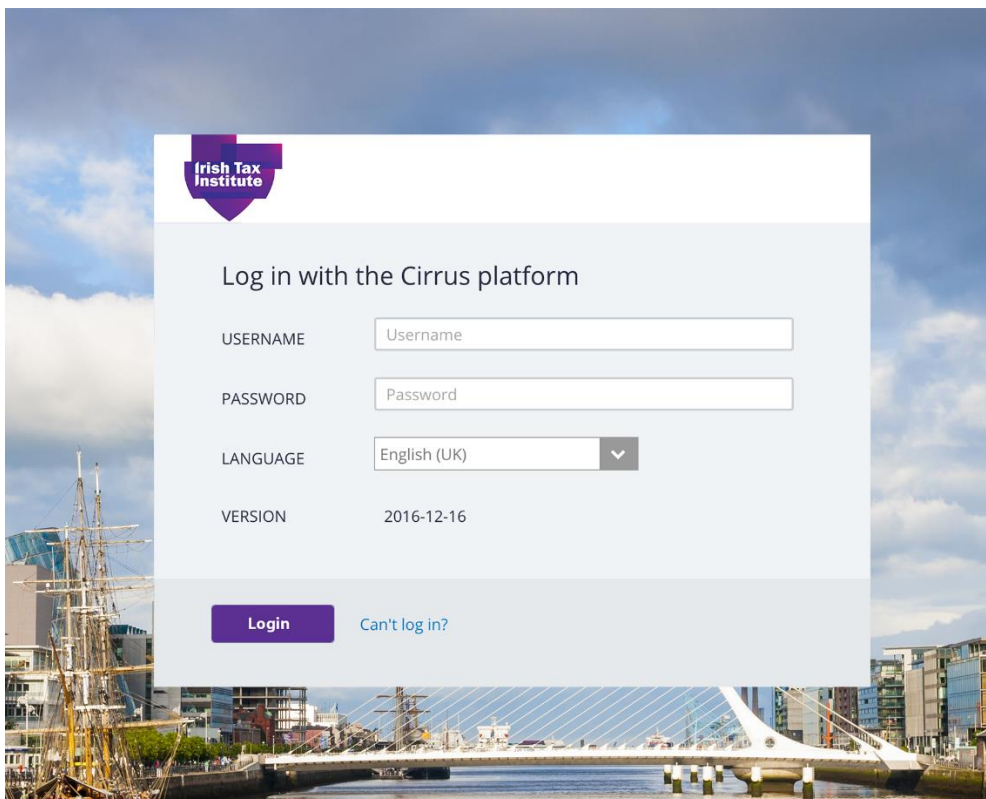 Irish Tax
Institute
Log in with the Cirrus platform
USERNAME Username
PASSWORD Password
LANGUAGE English (UK)
VERSION 2016-12-16
Login Can't log in?